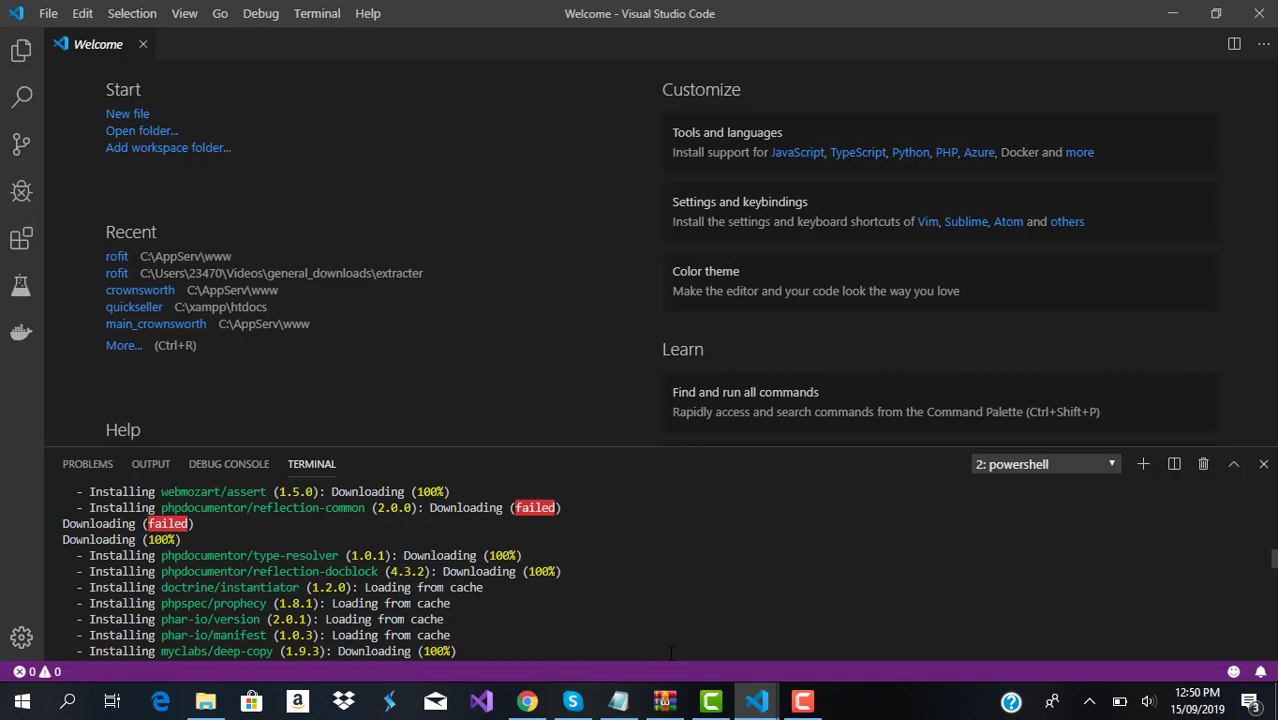 File Edit Selection View Go Debug Terminal Help Welcome - Visual Studio Code
Welcome
Start
New file
Open folder...
Add workspace folder...
Recent
rofit C:\AppServ\www
rofit C:\Users\23470\Videos\general_downloads\extracter
crownsworth C:\AppServ\www
quickseller C:\xampp\htdocs
main_crownsworth C:\AppServ\www
More... (Ctrl+R)
Help
Customize
Tools and languages
Install support for JavaScript, TypeScript, Python, PHP, Azure, Docker and more
Settings and keybindings
Install the settings and keyboard shortcuts of Vim, Sublime, Atom and others
Color theme
Make the editor and your code look the way you love
Learn
Find and run all commands
Rapidly access and search commands from the Command Palette (Ctrl+Shift+P)
PROBLEMS OUTPUT DEBUG CONSOLE TERMINAL 2: powershell
- Installing webmozart/assert (1.5.0): Downloading (100%)
- Installing phpdocumentor/reflection-common (2.0.0): Downloading (failed)
Downloading (failed)
Downloading (100%)
- Installing phpdocumentor/type-resolver (1.0.1): Downloading (100%)
- Installing phpdocumentor/reflection-docblock (4.3.2): Downloading (100%)
- Installing doctrine/instantiator (1.2.0): Loading from cache
- Installing phpspec/prophecy (1.8.1): Loading from cache
- Installing phar-io/version (2.0.1): Loading from cache
- Installing phar-io/manifest (1.0.3): Loading from cache
- Installing myclabs/deep-copy (1.9.3): Downloading (100%)
0 0
12:50 PM
15/09/2019
3